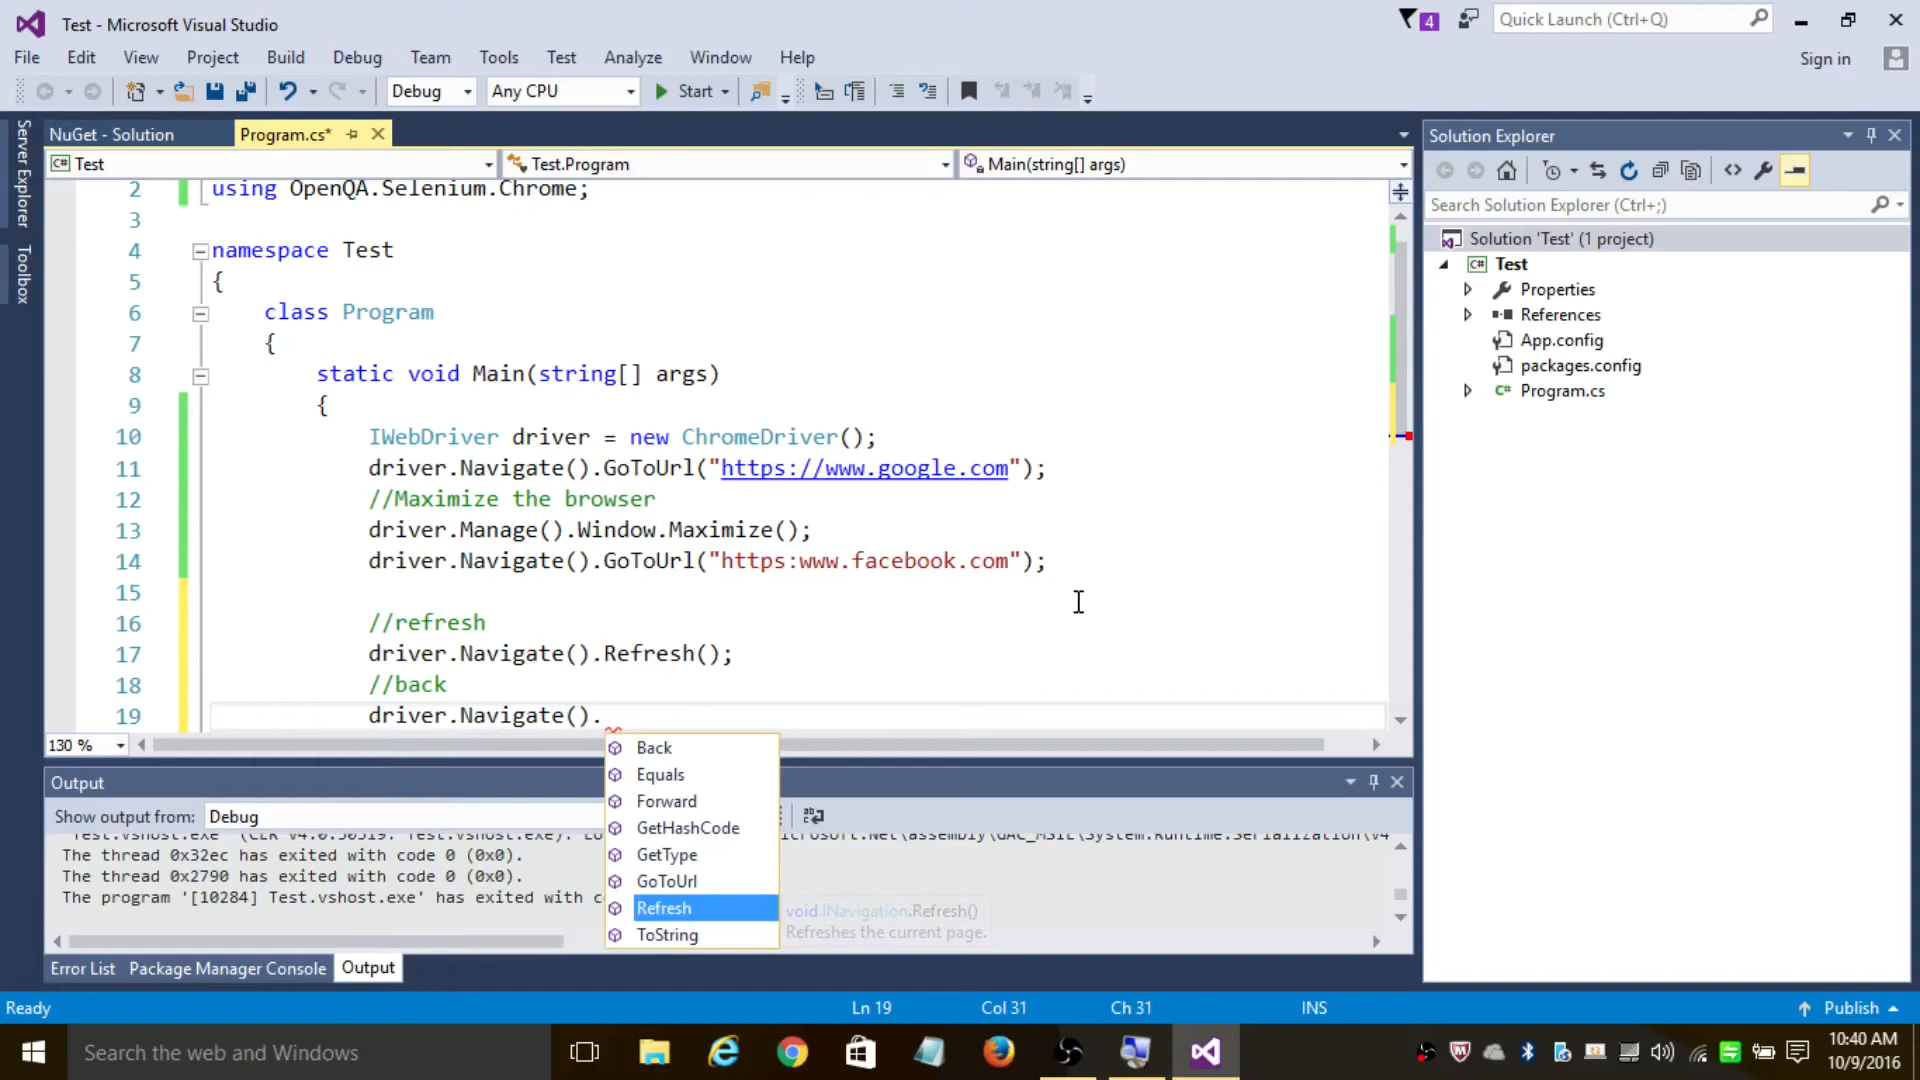 Test - Microsoft Visual Studio
4
Quick Launch (Ctrl+Q)
File Edit View Project Build Debug Team Tools Test Analyze Window Help
Sign in
Debug Any CPU Start
Server Explorer
Toolbox
NuGet - Solution Program.cs*
C# Test Test.Program Main(string[] args)
2 using OpenQA.Selenium.Chrome;
3
4 namespace Test
5 {
6 class Program
7 {
8 static void Main(string[] args)
9 {
10 IWebDriver driver = new ChromeDriver();
11 driver.Navigate().GoToUrl("https://www.google.com");
12 //Maximize the browser
13 driver.Manage().Window.Maximize();
14 driver.Navigate().GoToUrl("https:www.facebook.com");
15
16 //refresh
17 driver.Navigate().Refresh();
18 //back
19 driver.Navigate().
130 %
Back
Equals
Forward
GetHashCode
GetType
GoToUrl
Refresh
ToString
void INavigation.Refresh()
Refreshes the current page.
Output
Show output from: Debug
The thread 0x32ec has exited with code 0 (0x0).
The thread 0x2790 has exited with code 0 (0x0).
The program '[10284] Test.vshost.exe' has exited with c
Error List Package Manager Console Output
Solution Explorer
Search Solution Explorer (Ctrl+;)
Solution 'Test' (1 project)
C# Test
Properties
References
App.config
packages.config
C# Program.cs
Ready Ln 19 Col 31 Ch 31 INS Publish
Search the web and Windows
10:40 AM
10/9/2016